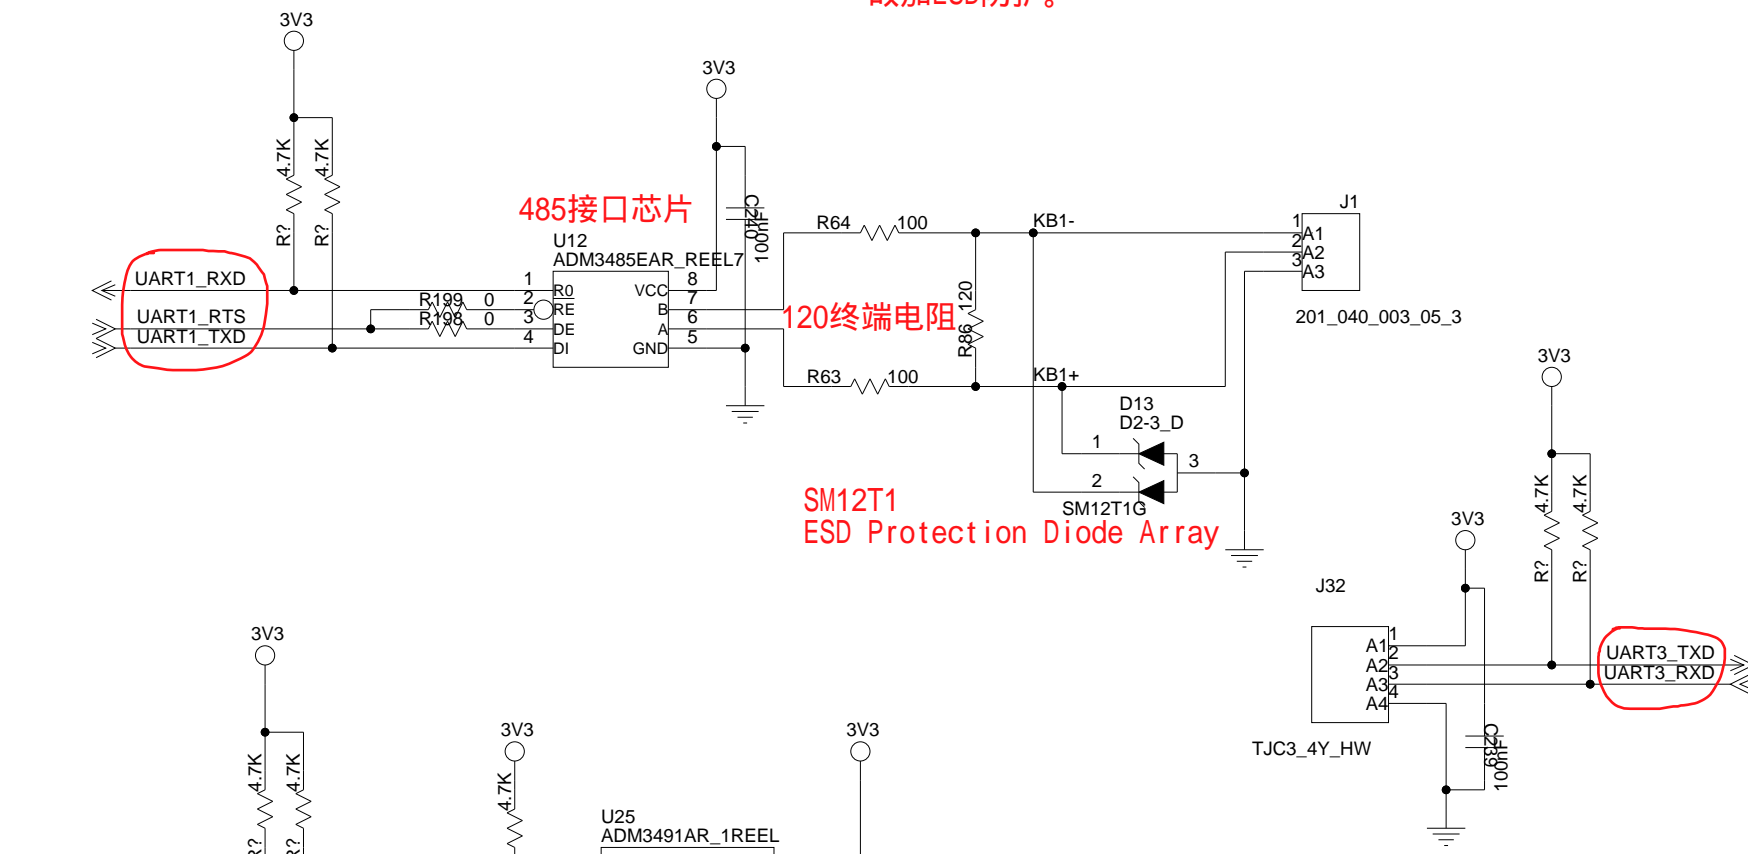 3V3
3V3
4.7K
4.7K
R?
R?
485接口芯片
U12
ADM3485EAR_REEL7
C240
100nF
UART1_RXD
UART1_RTS
UART1_TXD
R199 0
R198 0
1
2
3
4
R0
RE
DE
DI
VCC
B
A
GND
8
7
6
5
R64 100
KB1-
120终端电阻
R86 120
R63 100
KB1+
J1
1
2
3
A1
A2
A3
201_040_003_05_3
D13
D2-3_D
1
2
3
SM12T1G
SM12T1
ESD Protection Diode Array
3V3
4.7K
4.7K
R?
R?
3V3
J32
A1
A2
A3
A4
1
2
3
4
UART3_TXD
UART3_RXD
TJC3_4Y_HW
C239
100nF
3V3
4.7K
4.7K
R?
R?
3V3
4.7K
U25
ADM3491AR_1REEL
3V3